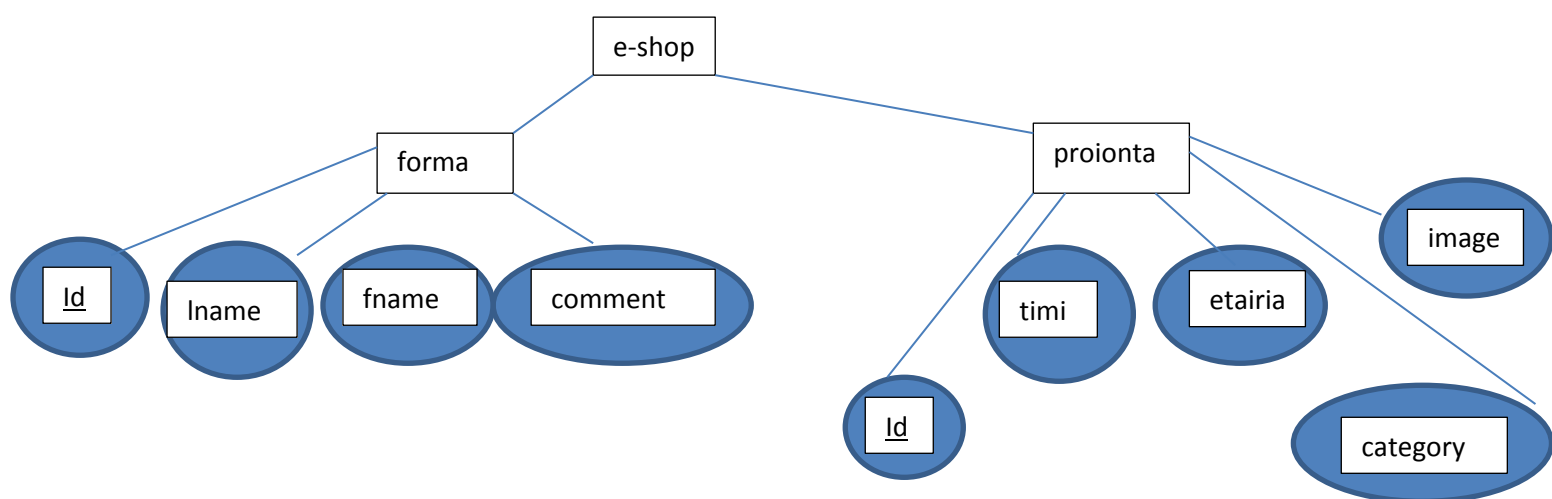 e-shop
forma
proionta
Id
lname
fname
comment
timi
etairia
image
Id
category